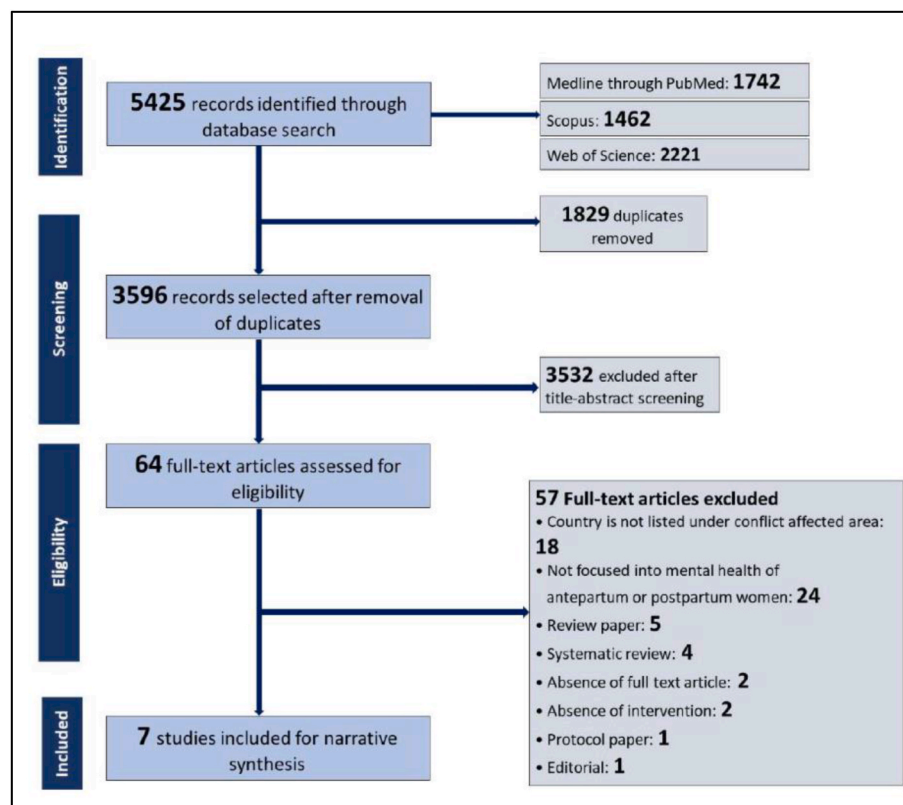 Identification
5425 records identified through
database search
Medline through PubMed: 1742
Scopus: 1462
Web of Science: 2221
1829 duplicates
removed
Screening
3596 records selected after removal
of duplicates
3532 excluded after
title-abstract screening
Eligibility
64 full-text articles assessed for
eligibility
57 Full-text articles excluded
• Country is not listed under conflict affected area:
18
• Not focused into mental health of
antepartum or postpartum women: 24
• Review paper: 5
• Systematic review: 4
• Absence of full text article: 2
• Absence of intervention: 2
• Protocol paper: 1
• Editorial: 1
Included
7 studies included for narrative
synthesis